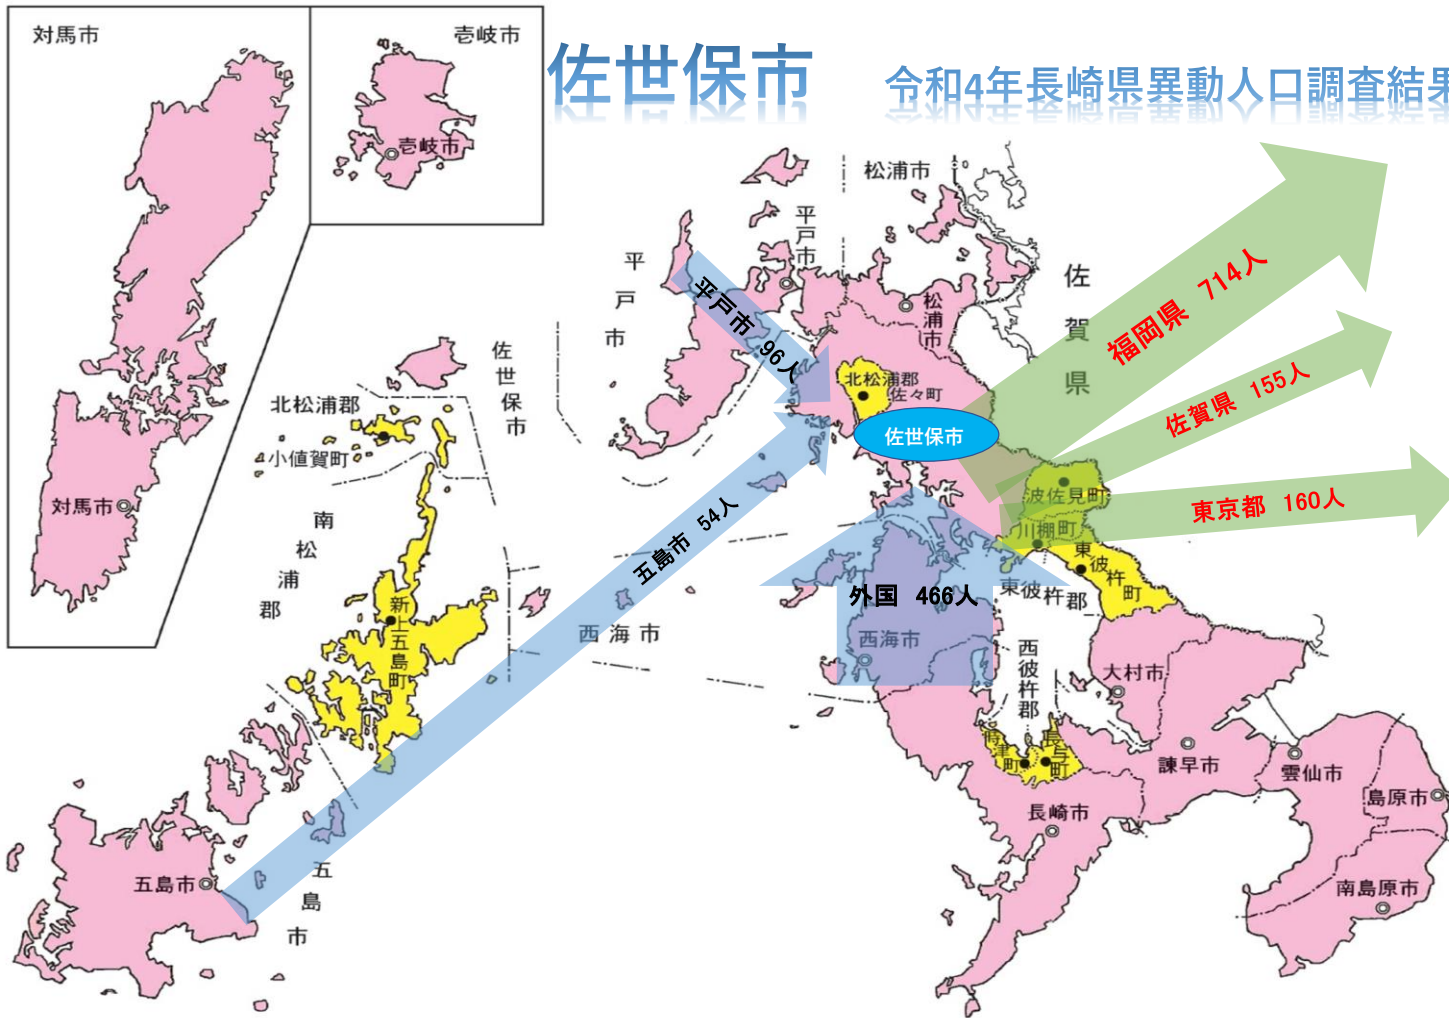 対馬市
壱岐市
佐世保市
令和4年長崎県異動人口調査結果
壱岐市
松浦市
平戸市
平戸市
佐賀県
福岡県 714人
平戸市 96人
松浦市
佐世保市
北松浦郡
佐々町
佐賀県 155人
北松浦郡
佐世保市
小値賀町
対馬市
波佐見町
東京都 160人
南松浦郡
五島市 54人
川棚町
東彼杵町
外国 466人
東彼杵郡
新上五島町
西海市
西海市
西彼杵郡
大村市
時津町
長与町
諫早市
雲仙市
島原市
長崎市
五島市
五島市
南島原市